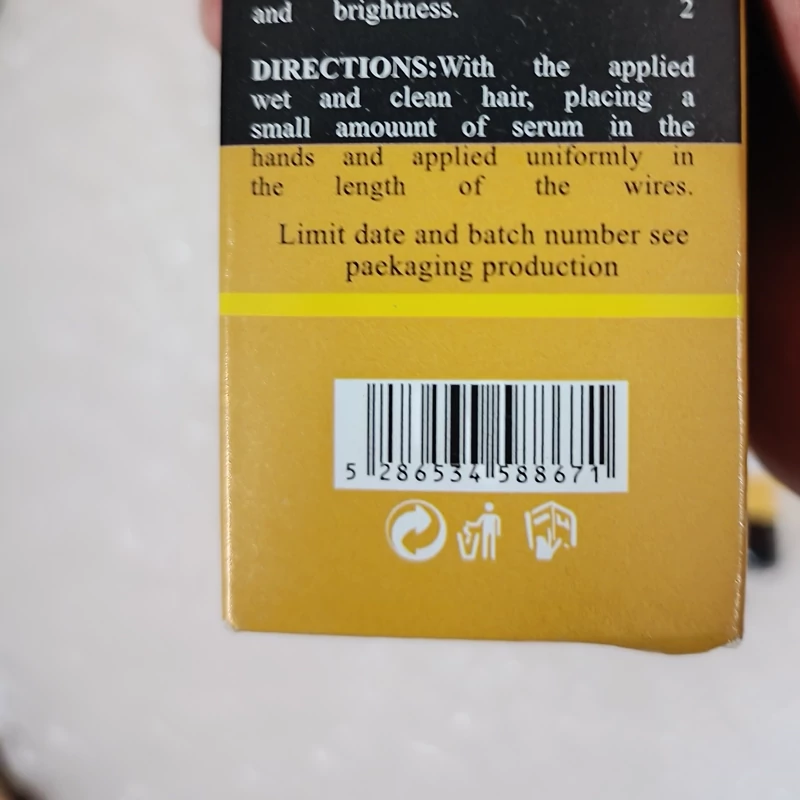 and brightness. 2
DIRECTIONS:With the applied
wet and clean hair, placing a
small amouunt of serum in the
hands and applied uniformly in
the length of the wires.
Limit date and batch number see
paekaging production
5 286534 588671